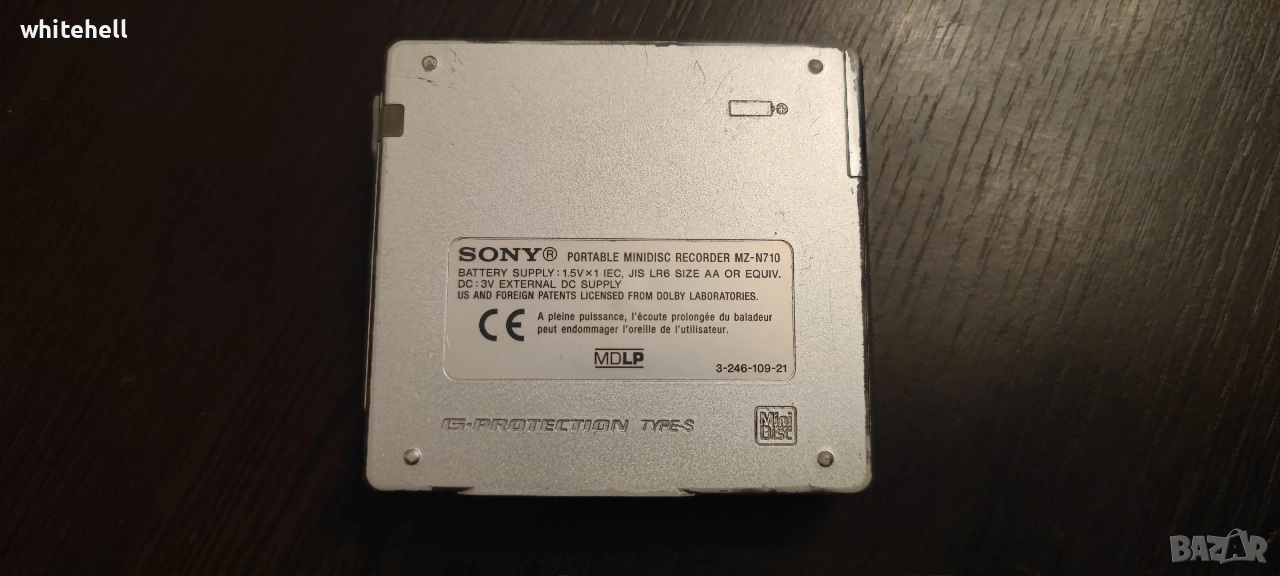 whitehell
SONY® PORTABLE MINIDISC RECORDER MZ-N710
BATTERY SUPPLY : 1.5V×1 IEC, JIS LR6 SIZE AA OR EQUIV.
DC : 3V EXTERNAL DC SUPPLY
US AND FOREIGN PATENTS LICENSED FROM DOLBY LABORATORIES.
CE
A pleine puissance, l'écoute prolongée du baladeur
peut endommager l'oreille de l'utilisateur.
MDLP
3-246-109-21
G-PROTECTION TYPE-S
Mini
Disc
BAZAR